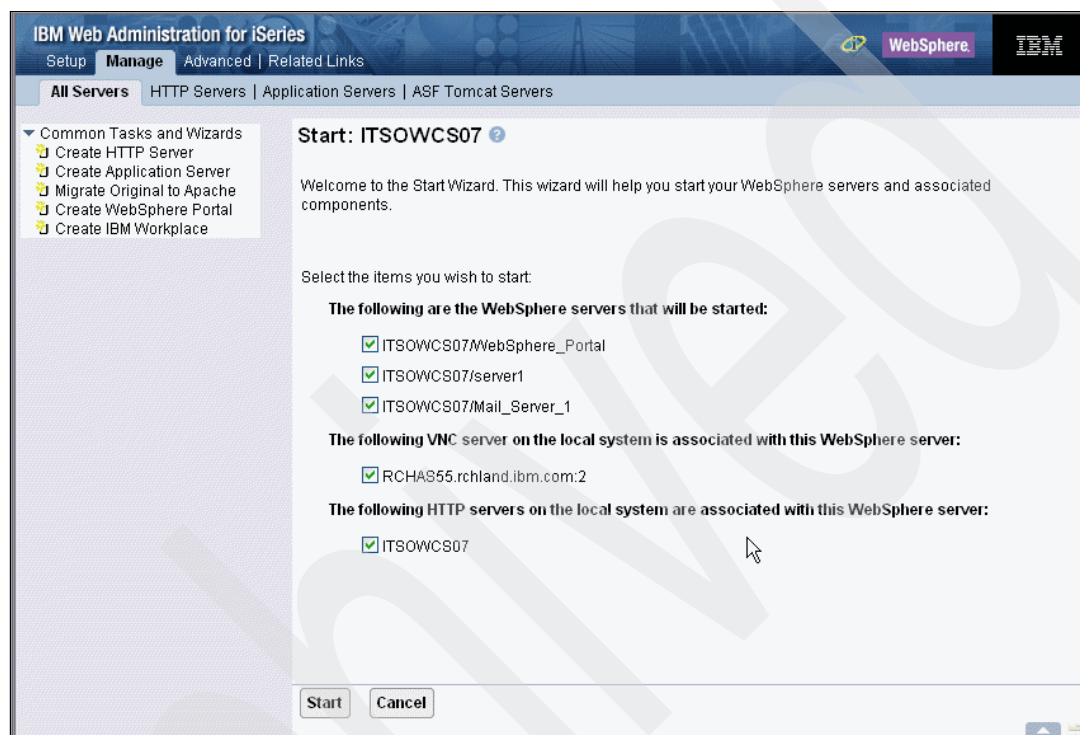 IBM Web Administration for iSeries
WebSphere.
IBM
Setup Manage Advanced | Related Links
All Servers HTTP Servers | Application Servers | ASF Tomcat Servers
Common Tasks and Wizards
Create HTTP Server
Create Application Server
Migrate Original to Apache
Create WebSphere Portal
Create IBM Workplace
Start: ITSOWCS07
Welcome to the Start Wizard. This wizard will help you start your WebSphere servers and associated
components.
Select the items you wish to start:
The following are the WebSphere servers that will be started:
ITSOWCS07/WebSphere_Portal
ITSOWCS07/server1
ITSOWCS07/Mail_Server_1
The following VNC server on the local system is associated with this WebSphere server:
RCHAS55.rchland.ibm.com:2
The following HTTP servers on the local system are associated with this WebSphere server:
ITSOWCS07
Start Cancel